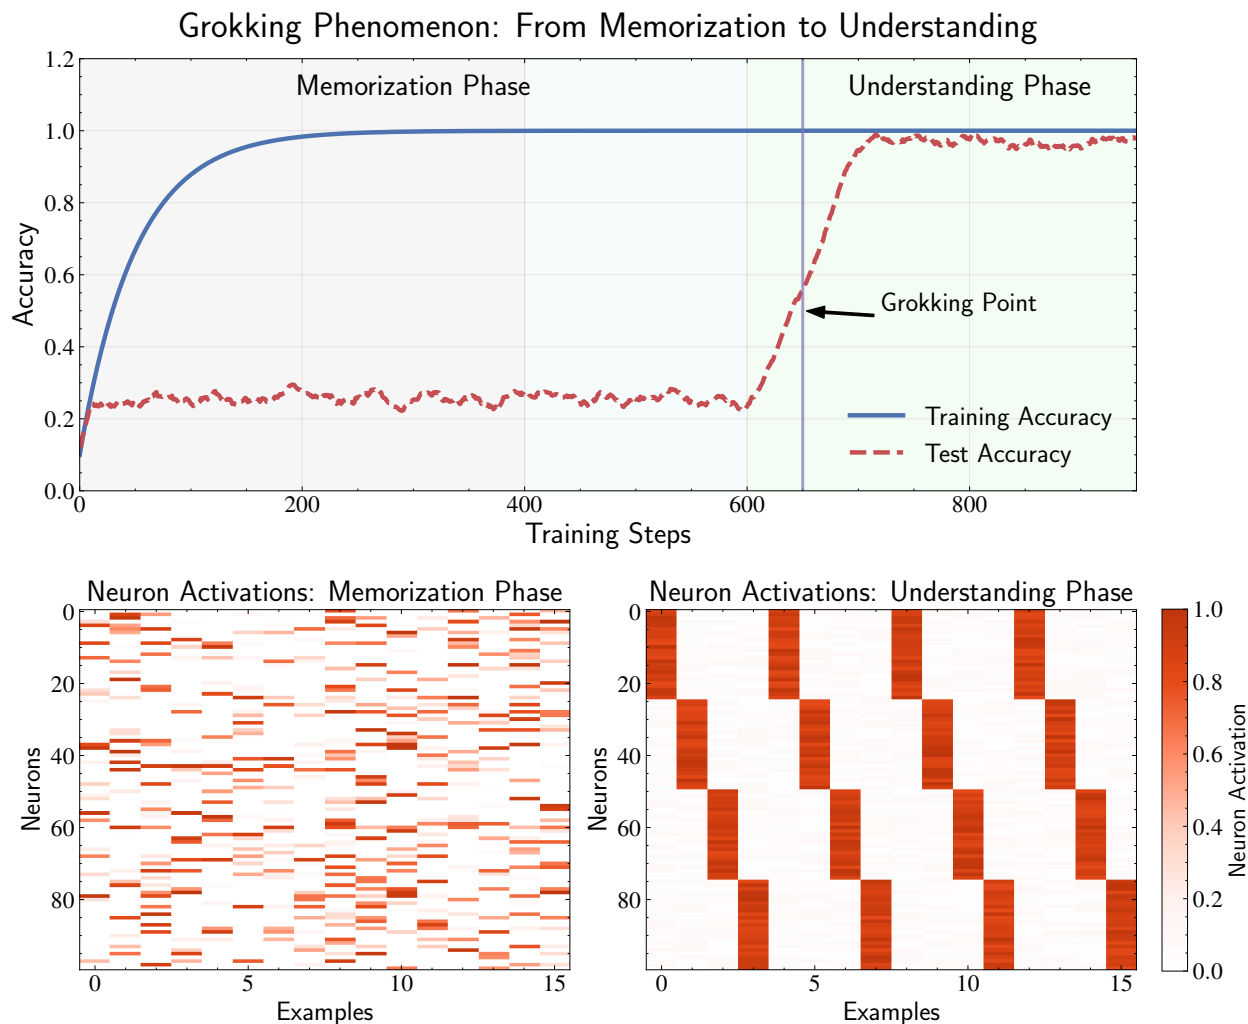 Grokking Phenomenon: From Memorization to Understanding
1.2
Memorization Phase
Understanding Phase
1.0
0.8
Accuracy
0.6
Grokking Point
0.4
Training Accuracy
0.2
Test Accuracy
0.0
0 200 400 600 800
Training Steps
Neuron Activations: Memorization Phase
0
20
40
Neurons
60
80
0 5 10 15
Examples
Neuron Activations: Understanding Phase
0
20
40
Neurons
60
80
0 5 10 15
Examples
1.0
0.8
0.6
Neuron Activation
0.4
0.2
0.0